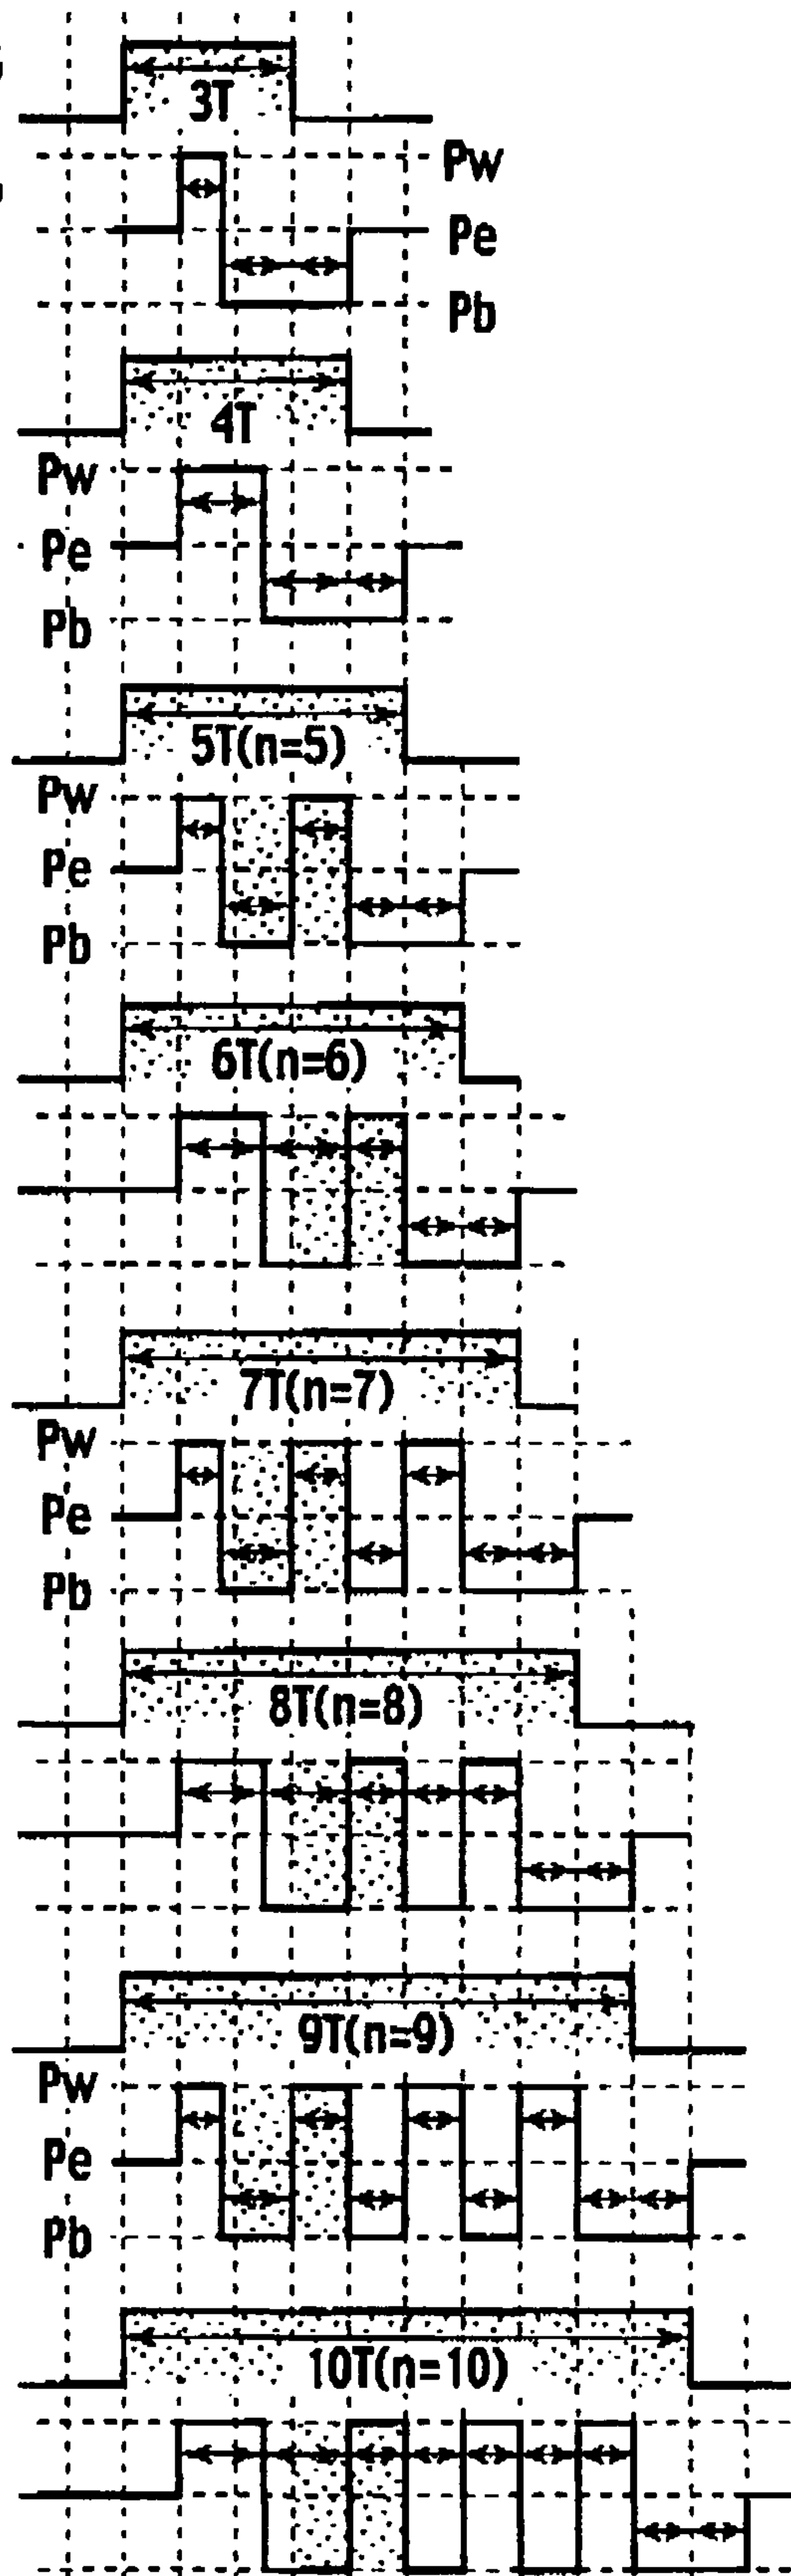 3T
Pw
Pe
Pb
4T
Pw
Pe
Pb
5T(n=5)
Pw
Pe
Pb
6T(n=6)
7T(n=7)
Pw
Pe
Pb
8T(n=8)
9T(n=9)
Pw
Pe
Pb
10T(n=10)